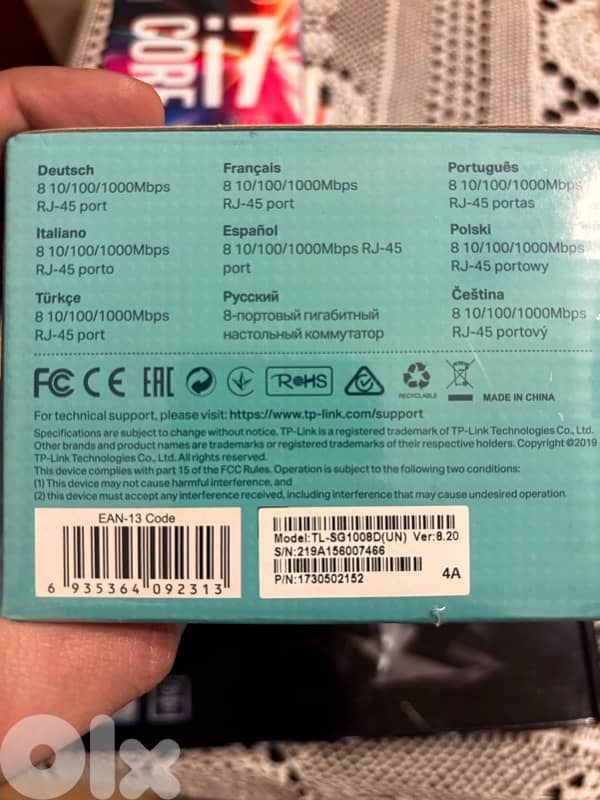 CORE i7
Deutsch
8 10/100/1000Mbps
RJ-45 port
Français
8 10/100/1000Mbps
RJ-45 port
Português
8 10/100/1000Mbps
RJ-45 portas
Italiano
8 10/100/1000Mbps
RJ-45 porto
Español
8 10/100/1000Mbps RJ-45
port
Polski
8 10/100/1000Mbps
RJ-45 portowy
Türkçe
8 10/100/1000Mbps
RJ-45 port
Русский
8-портовый гигабитный
настольный коммутатор
Čeština
8 10/100/1000Mbps
RJ-45 portový
FC CE EAC RoHS RECYCLABLE MADE IN CHINA
For technical support, please visit: https://www.tp-link.com/support
Specifications are subject to change without notice. TP-Link is a registered trademark of TP-Link Technologies Co., Ltd.
Other brands and product names are trademarks or registered trademarks of their respective holders. Copyright ©2019
TP-Link Technologies Co., Ltd. All rights reserved.
This device complies with part 15 of the FCC Rules. Operation is subject to the following two conditions:
(1) This device may not cause harmful interference, and
(2) this device must accept any interference received, including interference that may cause undesired operation.
EAN-13 Code
6 935364 092313
Model:TL-SG1008D(UN) Ver:8.20
S/N:219A156007466
P/N:1730502152
4A
olx